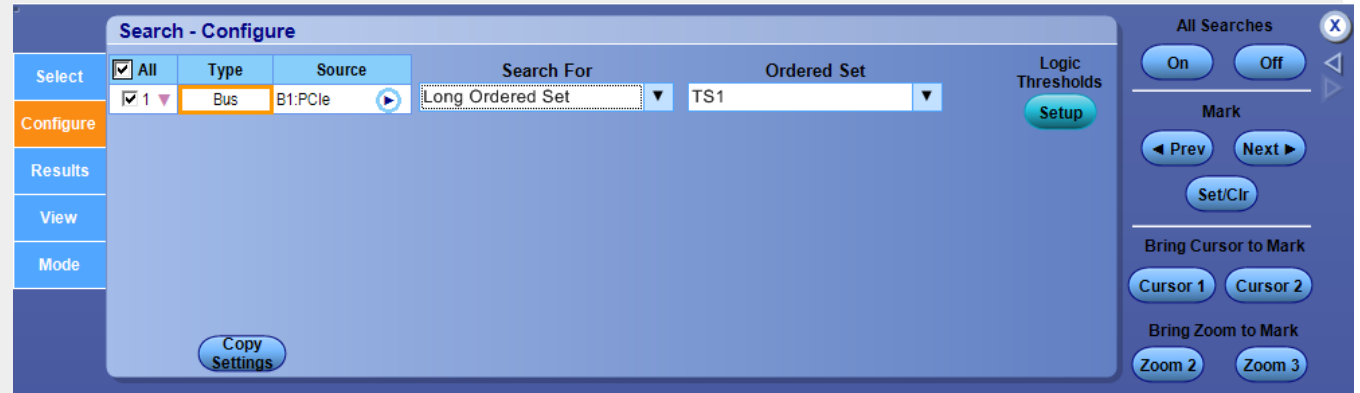 Search - Configure
All Searches
X
On
Off
Select
Configure
Results
View
Mode
All
Type
Source
1
Bus
B1:PCIe
Search For
Long Ordered Set
Ordered Set
TS1
Logic
Thresholds
Setup
Mark
Prev
Next
Set/Clr
Bring Cursor to Mark
Cursor 1
Cursor 2
Bring Zoom to Mark
Zoom 2
Zoom 3
Copy
Settings